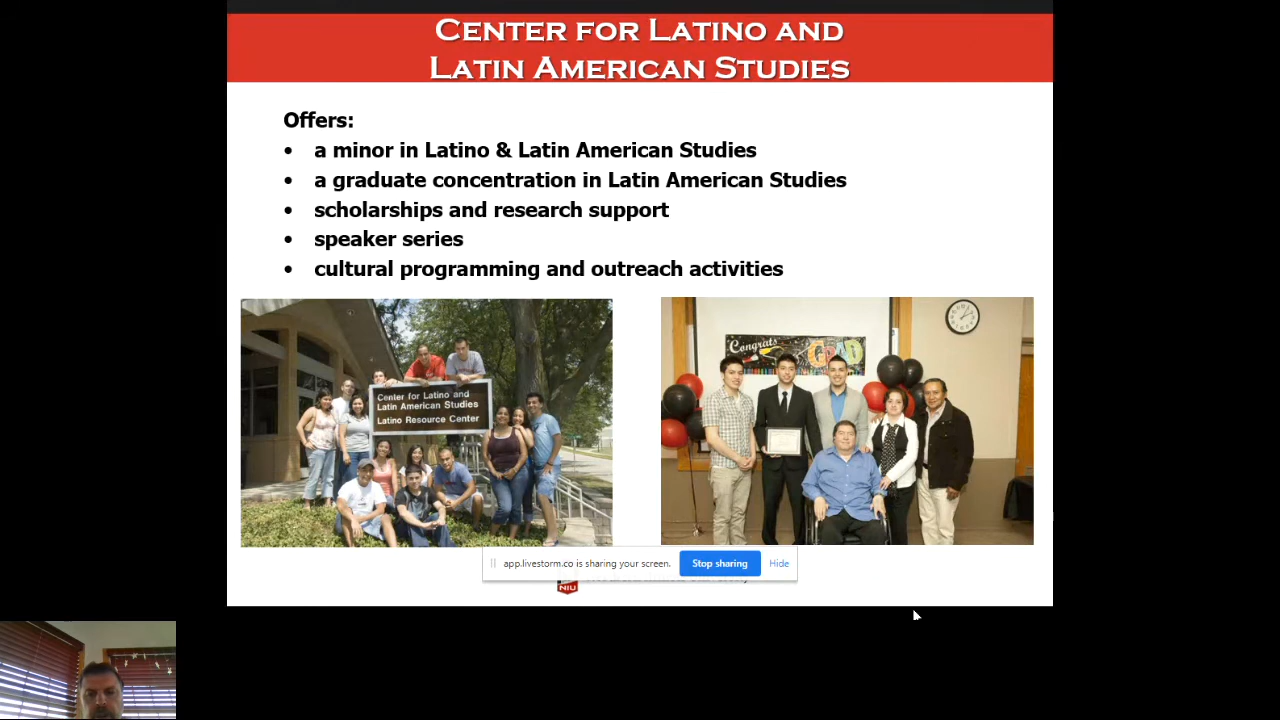 CENTER FOR LATINO AND
LATIN AMERICAN STUDIES
Offers:
• a minor in Latino & Latin American Studies
• a graduate concentration in Latin American Studies
• scholarships and research support
• speaker series
• cultural programming and outreach activities
Center for Latino and
Latin American Studies
Latino Resource Center
Congrats
GRAD
app.livestorm.co is sharing your screen.
Stop sharing
Hide
NIU